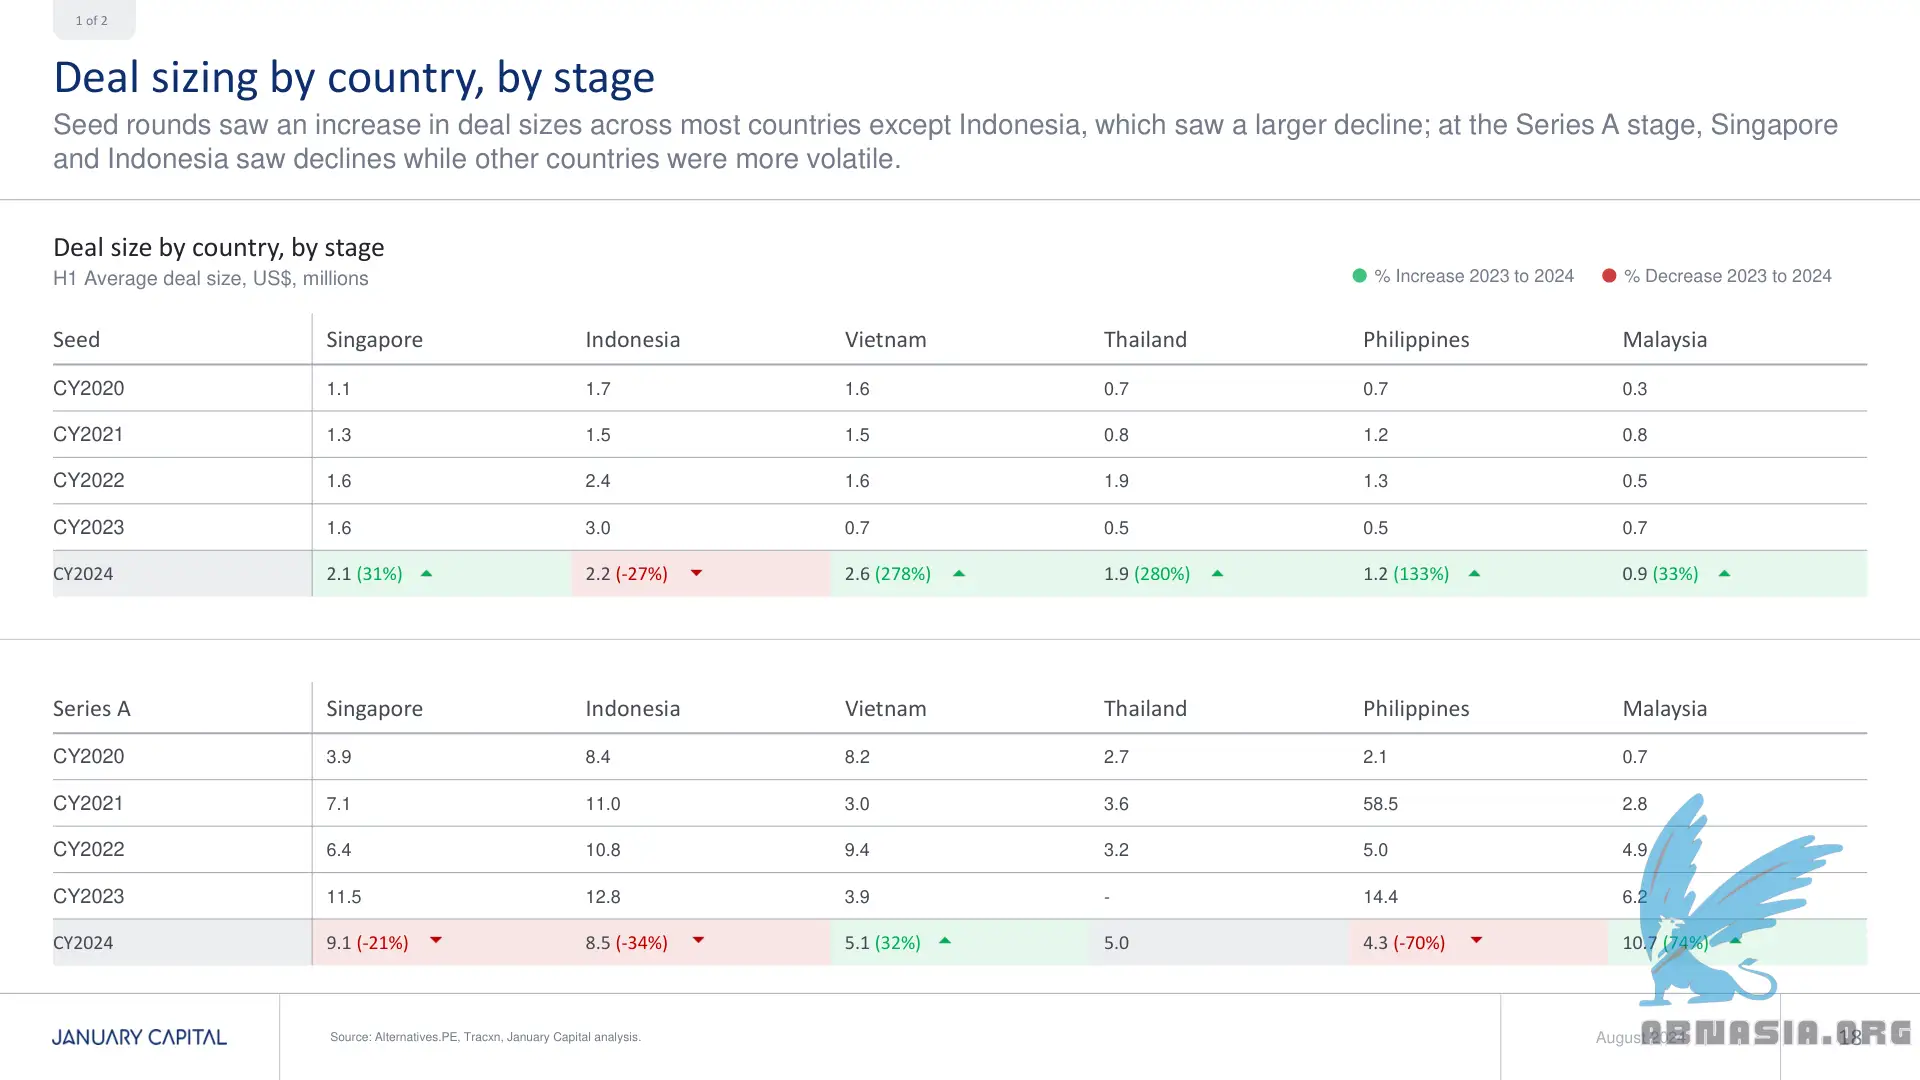 1 of 2
Deal sizing by country, by stage
Seed rounds saw an increase in deal sizes across most countries except Indonesia, which saw a larger decline; at the Series A stage, Singapore
and Indonesia saw declines while other countries were more volatile.
Deal size by country, by stage
H1 Average deal size, US$, millions
% Increase 2023 to 2024 % Decrease 2023 to 2024
Seed Singapore Indonesia Vietnam Thailand Philippines Malaysia
CY2020 1.1 1.7 1.6 0.7 0.7 0.3
CY2021 1.3 1.5 1.5 0.8 1.2 0.8
CY2022 1.6 2.4 1.6 1.9 1.3 0.5
CY2023 1.6 3.0 0.7 0.5 0.5 0.7
CY2024 2.1 (31%) 2.2 (-27%) 2.6 (278%) 1.9 (280%) 1.2 (133%) 0.9 (33%)
Series A Singapore Indonesia Vietnam Thailand Philippines Malaysia
CY2020 3.9 8.4 8.2 2.7 2.1 0.7
CY2021 7.1 11.0 3.0 3.6 58.5 2.8
CY2022 6.4 10.8 9.4 3.2 5.0 4.9
CY2023 11.5 12.8 3.9 - 14.4 6.2
CY2024 9.1 (-21%) 8.5 (-34%) 5.1 (32%) 5.0 4.3 (-70%) 10.7 (74%)
JANUARY CAPITAL
Source: Alternatives.PE, Tracxn, January Capital analysis.
August 2024
18
ABNASIA.ORG